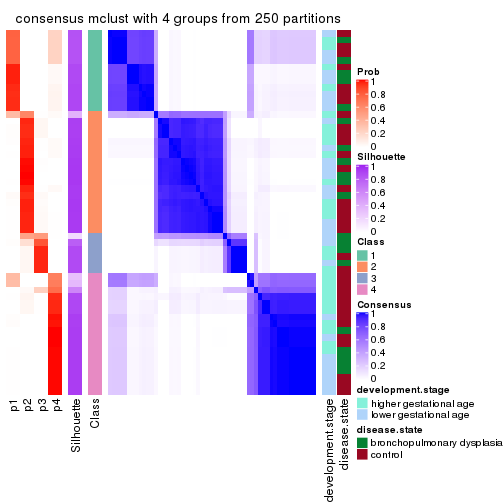 consensus mclust with 4 groups from 250 partitions
Prob
1
0.8
0.6
0.4
0.2
0
Silhouette
1
0.8
0.6
0.4
0.2
0
Class
1
2
3
4
Consensus
1
0.8
0.6
0.4
0.2
0
development.stage
higher gestational age
lower gestational age
disease.state
bronchopulmonary dysplasia
control
p1
p2
p3
p4
Silhouette
Class
development.stage
disease.state